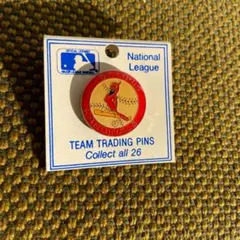 National
League
TEAM TRADING PINS
Collect all 26